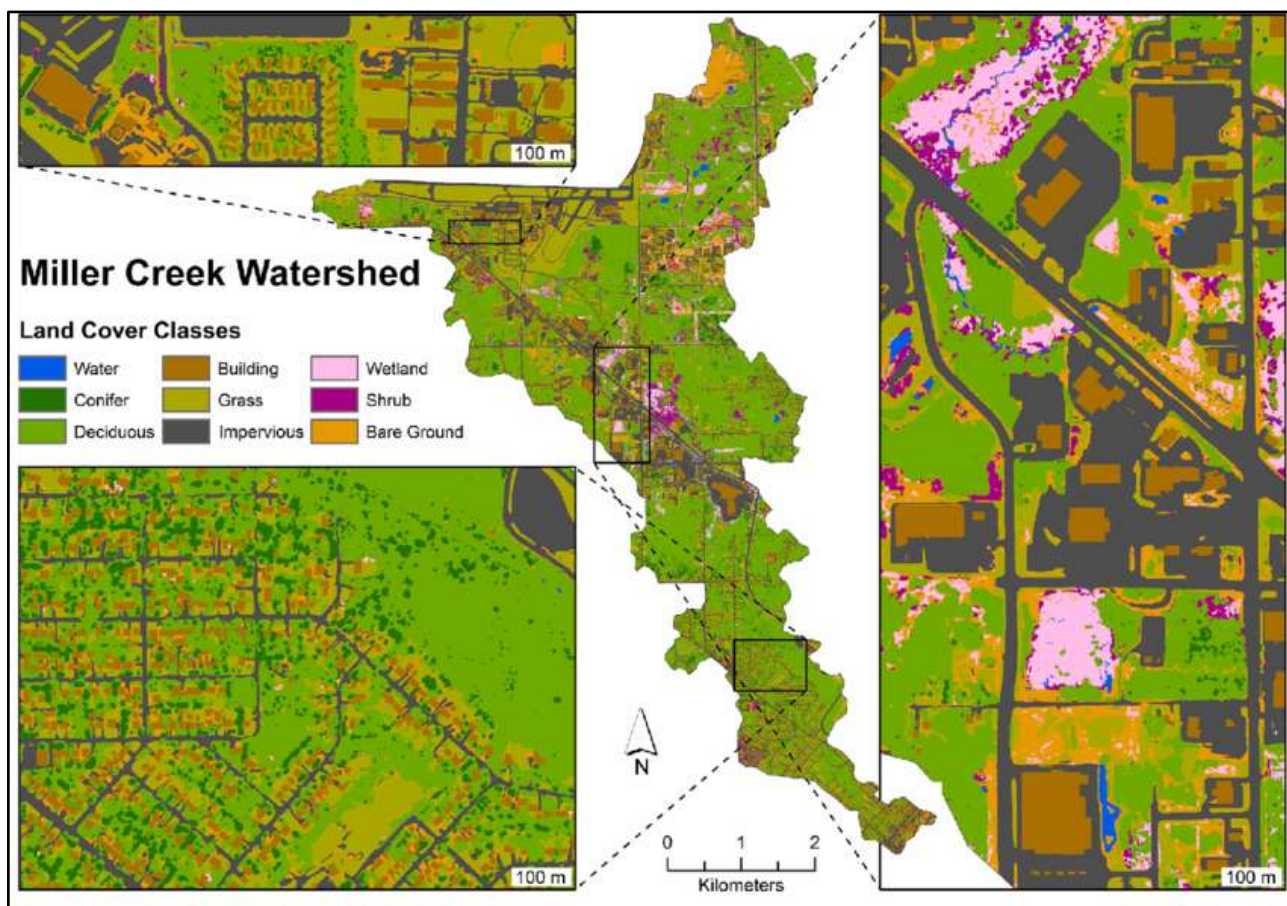 100 m
Miller Creek Watershed
Land Cover Classes
Water
Building
Wetland
Conifer
Grass
Shrub
Deciduous
Impervious
Bare Ground
N
0 1 2
Kilometers
100 m
100 m